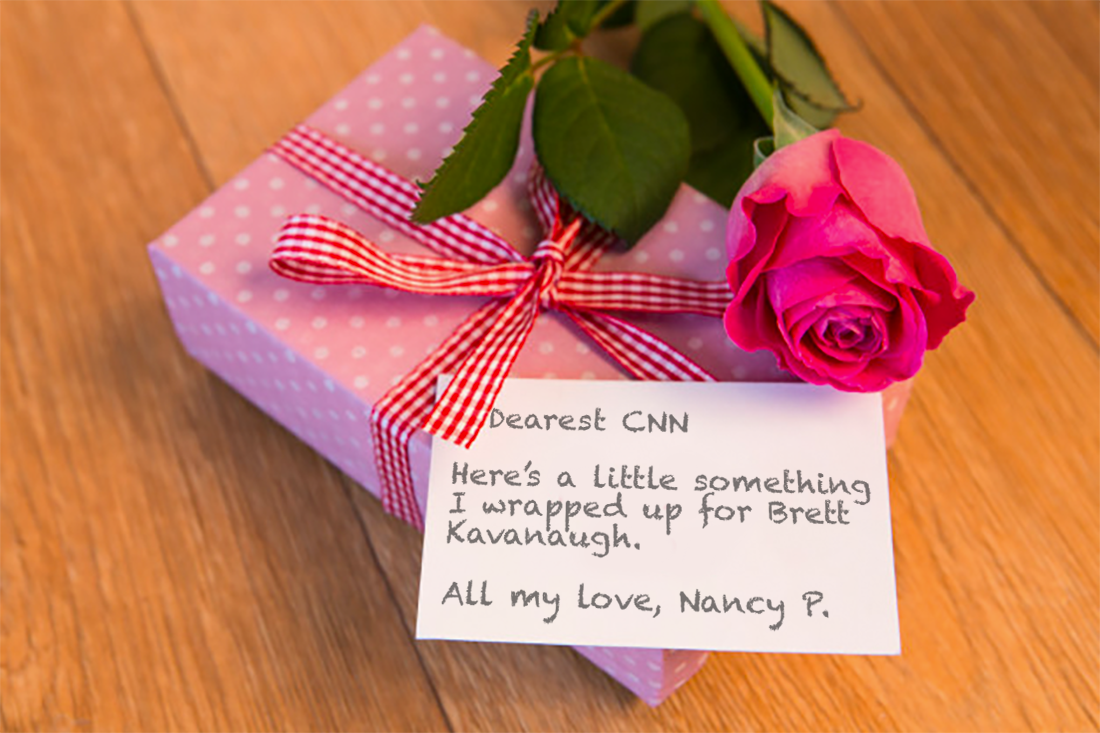 Dearest CNN
Here's a little something
I wrapped up for Brett
Kavanaugh.
All my love, Nancy P.